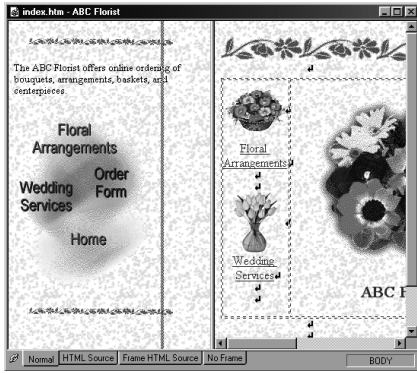 index.htm - ABC Florist
The ABC Florist offers online ordering of
bouquets, arrangements, baskets, and
centerpieces.
Floral
Arrangements
Order
Form
Wedding
Services
Home
Floral
Arrangements
Wedding
Services
ABC F
Normal
HTML Source
Frame HTML Source
No Frame
BODY